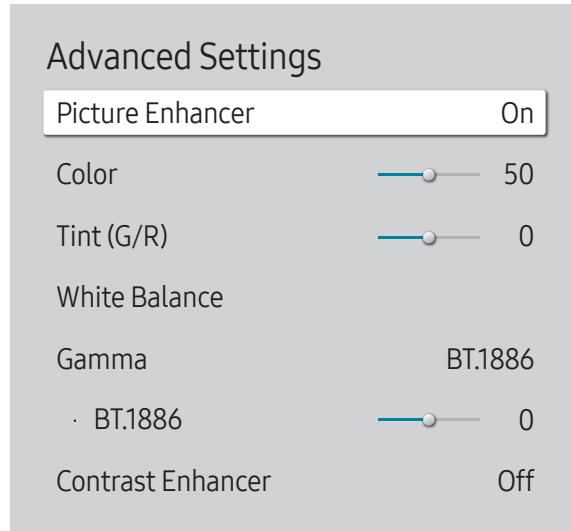 Advanced Settings
Picture Enhancer On
Color 50
Tint (G/R) 0
White Balance
Gamma BT.1886
· BT.1886 0
Contrast Enhancer Off